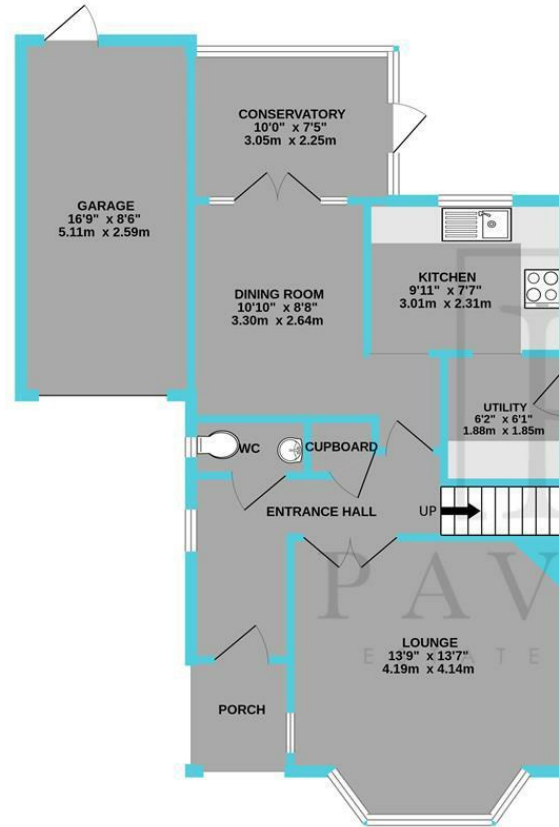 CONSERVATORY
10'0" x 7'5"
3.05m x 2.25m
GARAGE
16'9" x 8'6"
5.11m x 2.59m
KITCHEN
9'11" x 7'7"
3.01m x 2.31m
DINING ROOM
10'10" x 8'8"
3.30m x 2.64m
UTILITY
6'2" x 6'1"
1.88m x 1.85m
WC
CUPBOARD
ENTRANCE HALL
UP
PAV
ATE
LOUNGE
13'9" x 13'7"
4.19m x 4.14m
PORCH